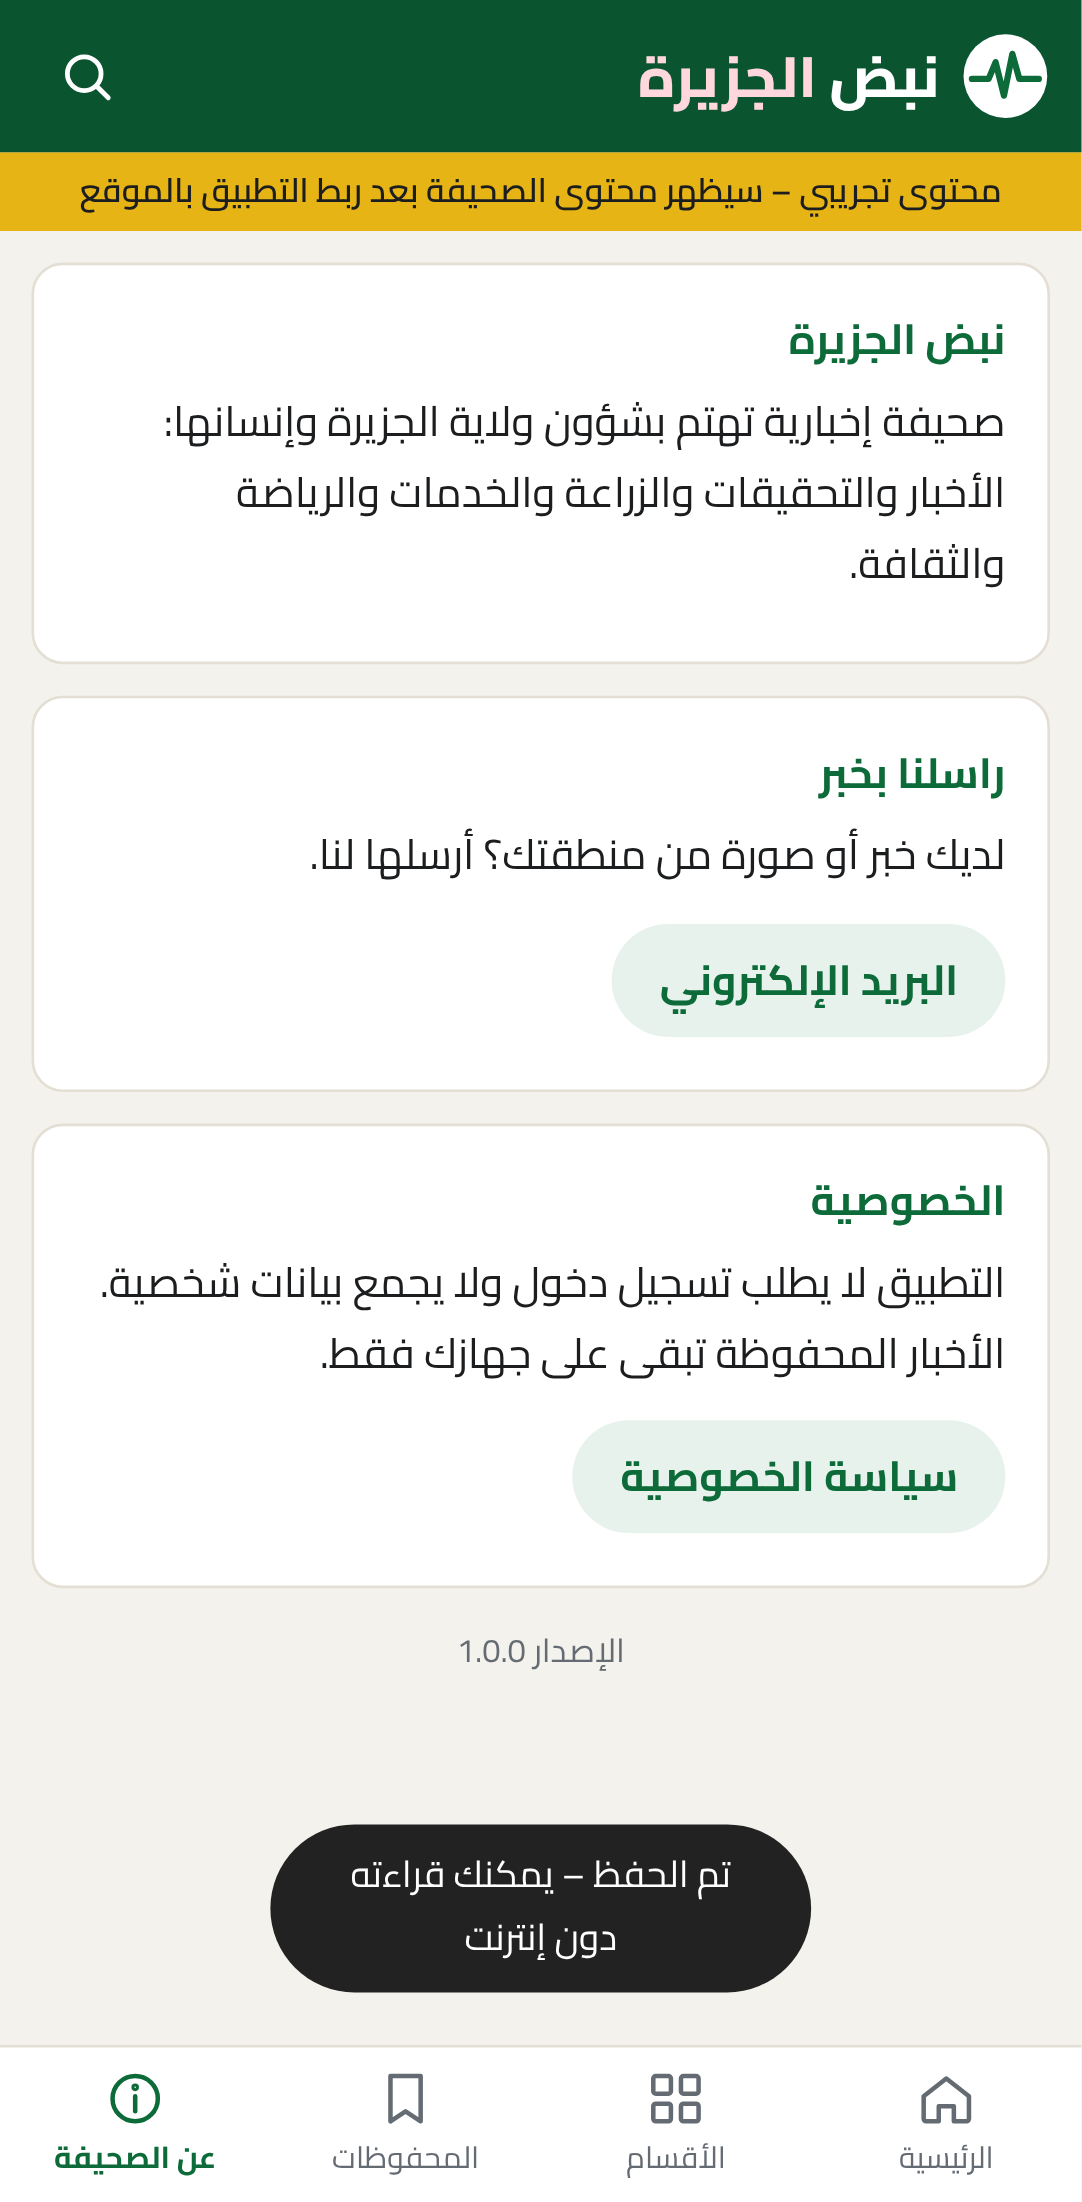 نبض الجزيرة
محتوى تجريبي – سيظهر محتوى الصحيفة بعد ربط التطبيق بالموقع
نبض الجزيرة
صحيفة إخبارية تهتم بشؤون ولاية الجزيرة وإنسانها:
الأخبار والتحقيقات والزراعة والخدمات والرياضة
والثقافة.
راسلنا بخبر
لديك خبر أو صورة من منطقتك؟ أرسلها لنا.
البريد الإلكتروني
الخصوصية
التطبيق لا يطلب تسجيل دخول ولا يجمع بيانات شخصية.
الأخبار المحفوظة تبقى على جهازك فقط.
سياسة الخصوصية
الإصدار 1.0.0
تم الحفظ – يمكنك قراءته
دون إنترنت
الرئيسية
الأقسام
المحفوظات
عن الصحيفة